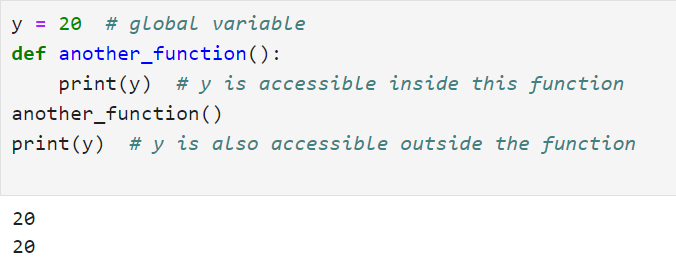 y = 20  # global variable
def another_function():
    print(y)  # y is accessible inside this function
another_function()
print(y)  # y is also accessible outside the function
20
20